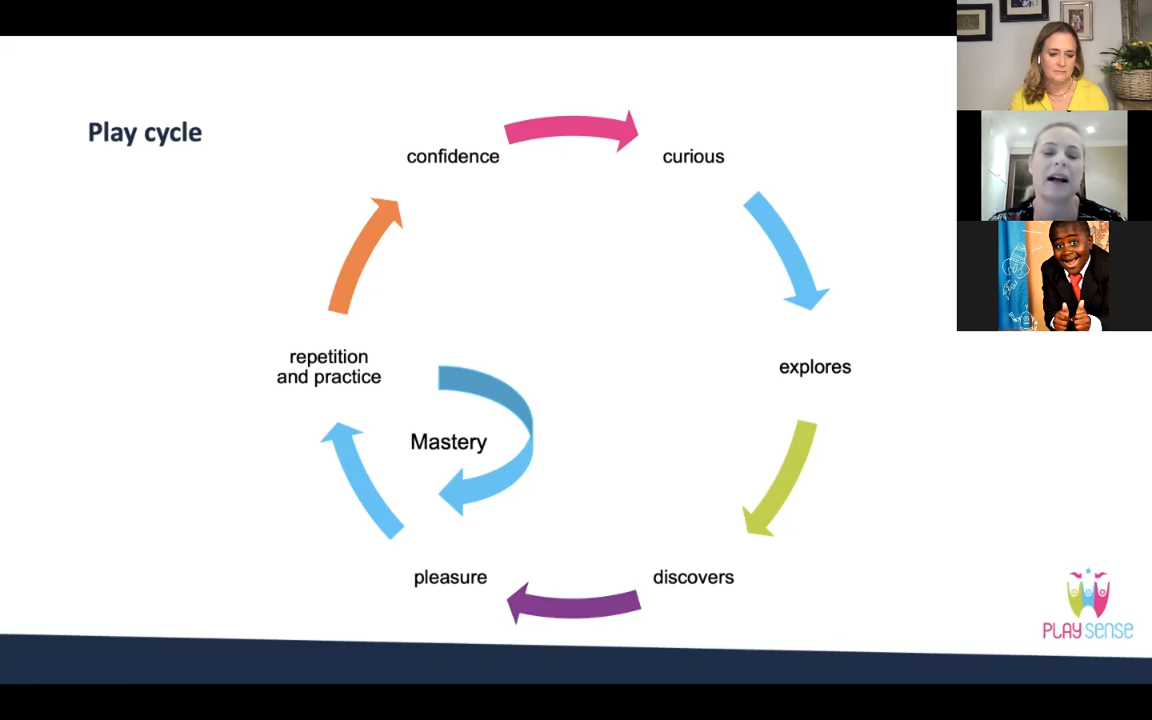 Play cycle
confidence
curious
explores
discovers
pleasure
repetition
and practice
Mastery
PLAY SENSE